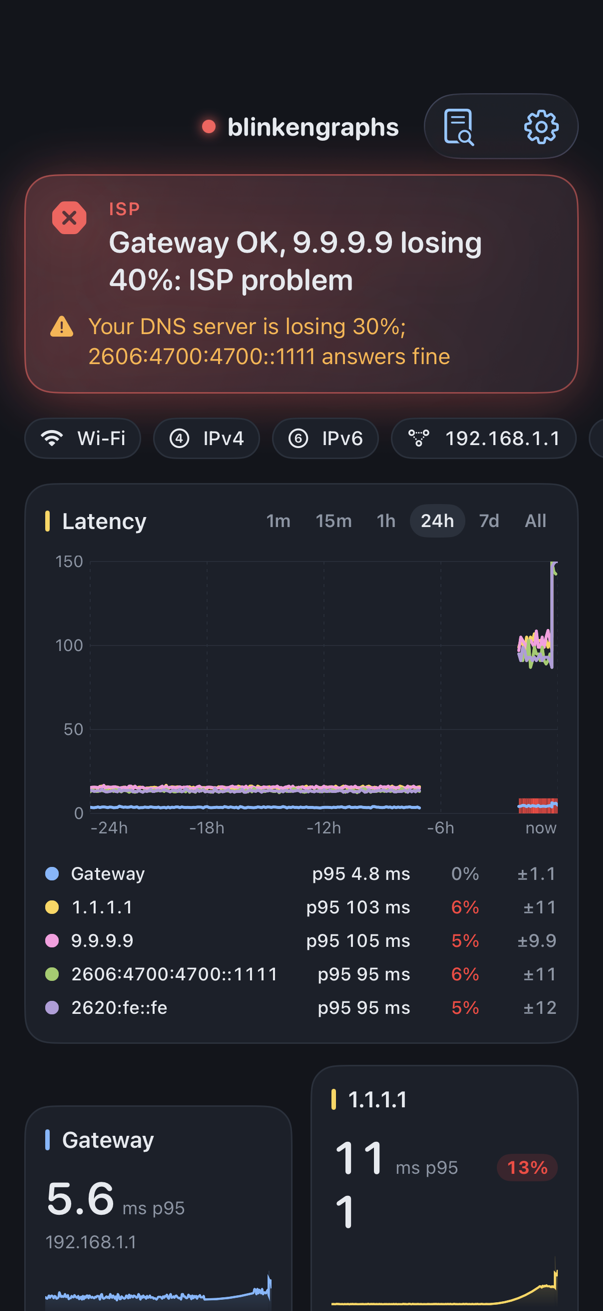 blinkengraphs
ISP
Gateway OK, 9.9.9.9 losing
40%: ISP problem
Your DNS server is losing 30%;
2606:4700:4700::1111 answers fine
Wi-Fi
4 IPv4
6 IPv6
192.168.1.1
Latency
1m 15m 1h 24h 7d All
150
100
50
0
-24h -18h -12h -6h now
Gateway p95 4.8 ms 0% ±1.1
1.1.1.1 p95 103 ms 6% ±11
9.9.9.9 p95 105 ms 5% ±9.9
2606:4700:4700::1111 p95 95 ms 6% ±11
2620:fe::fe p95 95 ms 5% ±12
Gateway
5.6 ms p95
192.168.1.1
1.1.1.1
11 ms p95 13%
1